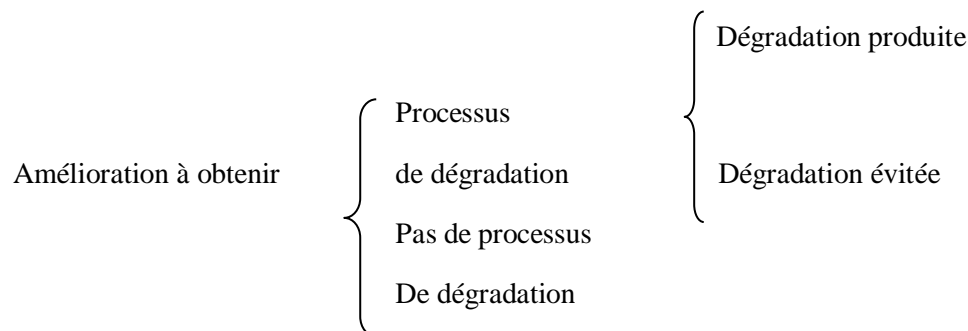 Dégradation produite
Processus
Amélioration à obtenir
de dégradation
Dégradation évitée
Pas de processus
De dégradation